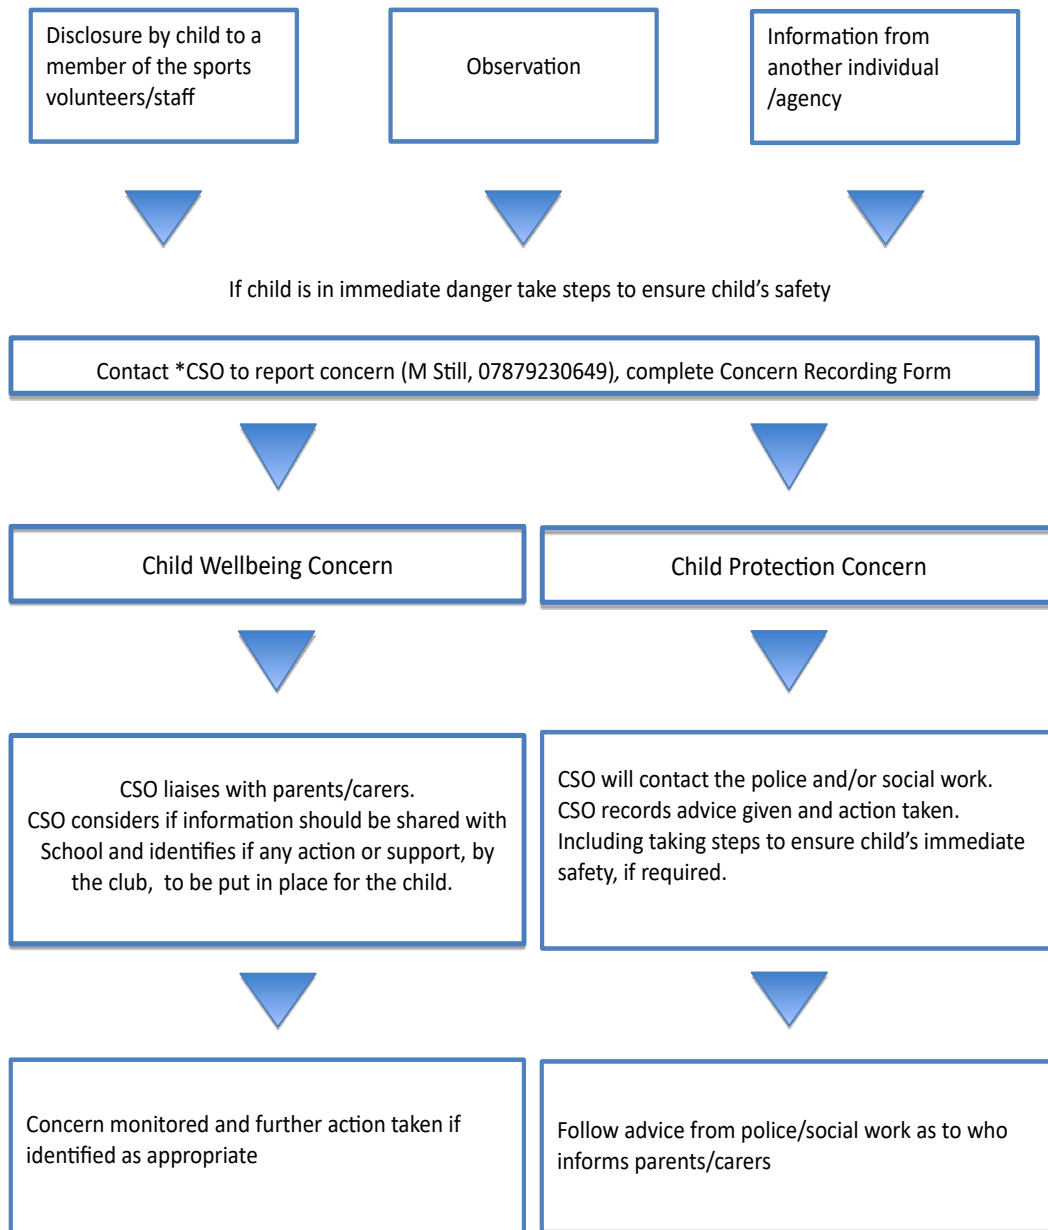 Disclosure by child to a
member of the sports
volunteers/staff
Observation
Information from
another individual
/agency
If child is in immediate danger take steps to ensure child’s safety
Contact *CSO to report concern (M Still, 07879230649), complete Concern Recording Form
Child Wellbeing Concern
Child Protection Concern
CSO liaises with parents/carers.
CSO considers if information should be shared with
School and identifies if any action or support, by
the club, to be put in place for the child.
CSO will contact the police and/or social work.
CSO records advice given and action taken.
Including taking steps to ensure child’s immediate
safety, if required.
Concern monitored and further action taken if
identified as appropriate
Follow advice from police/social work as to who
informs parents/carers